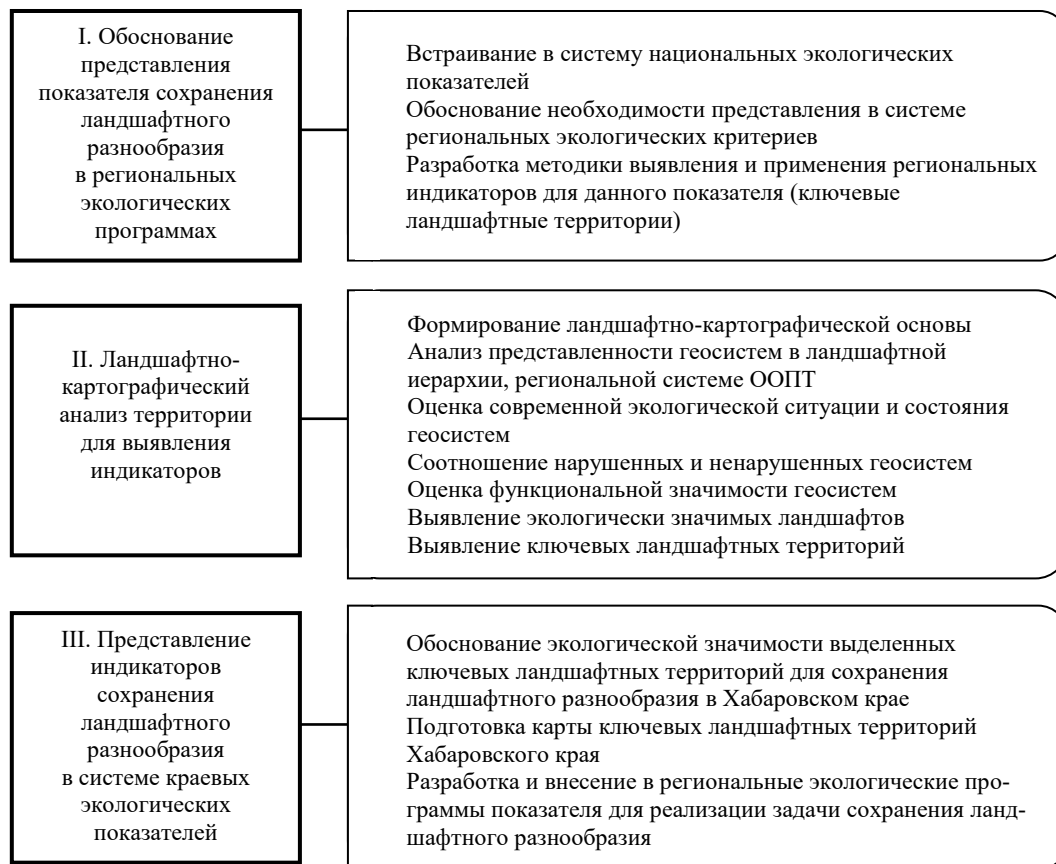 I. Обоснование
представления
показателя сохранения
ландшафтного
разнообразия
в региональных
экологических
программах
Встраивание в систему национальных экологических
показателей
Обоснование необходимости представления в системе
региональных экологических критериев
Разработка методики выявления и применения региональных
индикаторов для данного показателя (ключевые
ландшафтные территории)
II. Ландшафтно-
картографический
анализ территории
для выявления
индикаторов
Формирование ландшафтно-картографической основы
Анализ представленности геосистем в ландшафтной
иерархии, региональной системе ООПТ
Оценка современной экологической ситуации и состояния
геосистем
Соотношение нарушенных и ненарушенных геосистем
Оценка функциональной значимости геосистем
Выявление экологически значимых ландшафтов
Выявление ключевых ландшафтных территорий
III. Представление
индикаторов
сохранения
ландшафтного
разнообразия
в системе краевых
экологических
показателей
Обоснование экологической значимости выделенных
ключевых ландшафтных территорий для сохранения
ландшафтного разнообразия в Хабаровском крае
Подготовка карты ключевых ландшафтных территорий
Хабаровского края
Разработка и внесение в региональные экологические про-
граммы показателя для реализации задачи сохранения ланд-
шафтного разнообразия